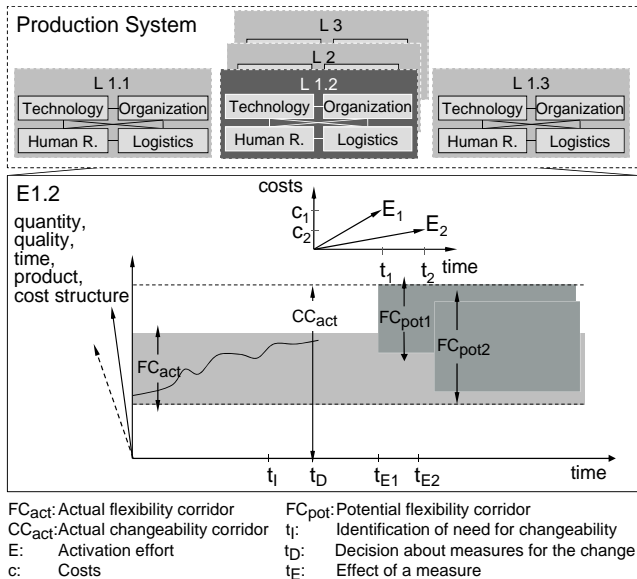 Production System
L 3
L 2
L 1.1
L 1.2
L 1.3
Technology Organization
Technology Organization
Technology Organization
Human R. Logistics
Human R. Logistics
Human R. Logistics
E1.2
quantity,
quality,
time,
product,
cost structure
costs
c1
c2
E1
E2
t1 t2 time
CCact
FCact
FCpot1
FCpot2
tI tD tE1 tE2 time
FCact: Actual flexibility corridor FCpot: Potential flexibility corridor
CCact: Actual changeability corridor tI: Identification of need for changeability
E: Activation effort tD: Decision about measures for the change
c: Costs tE: Effect of a measure